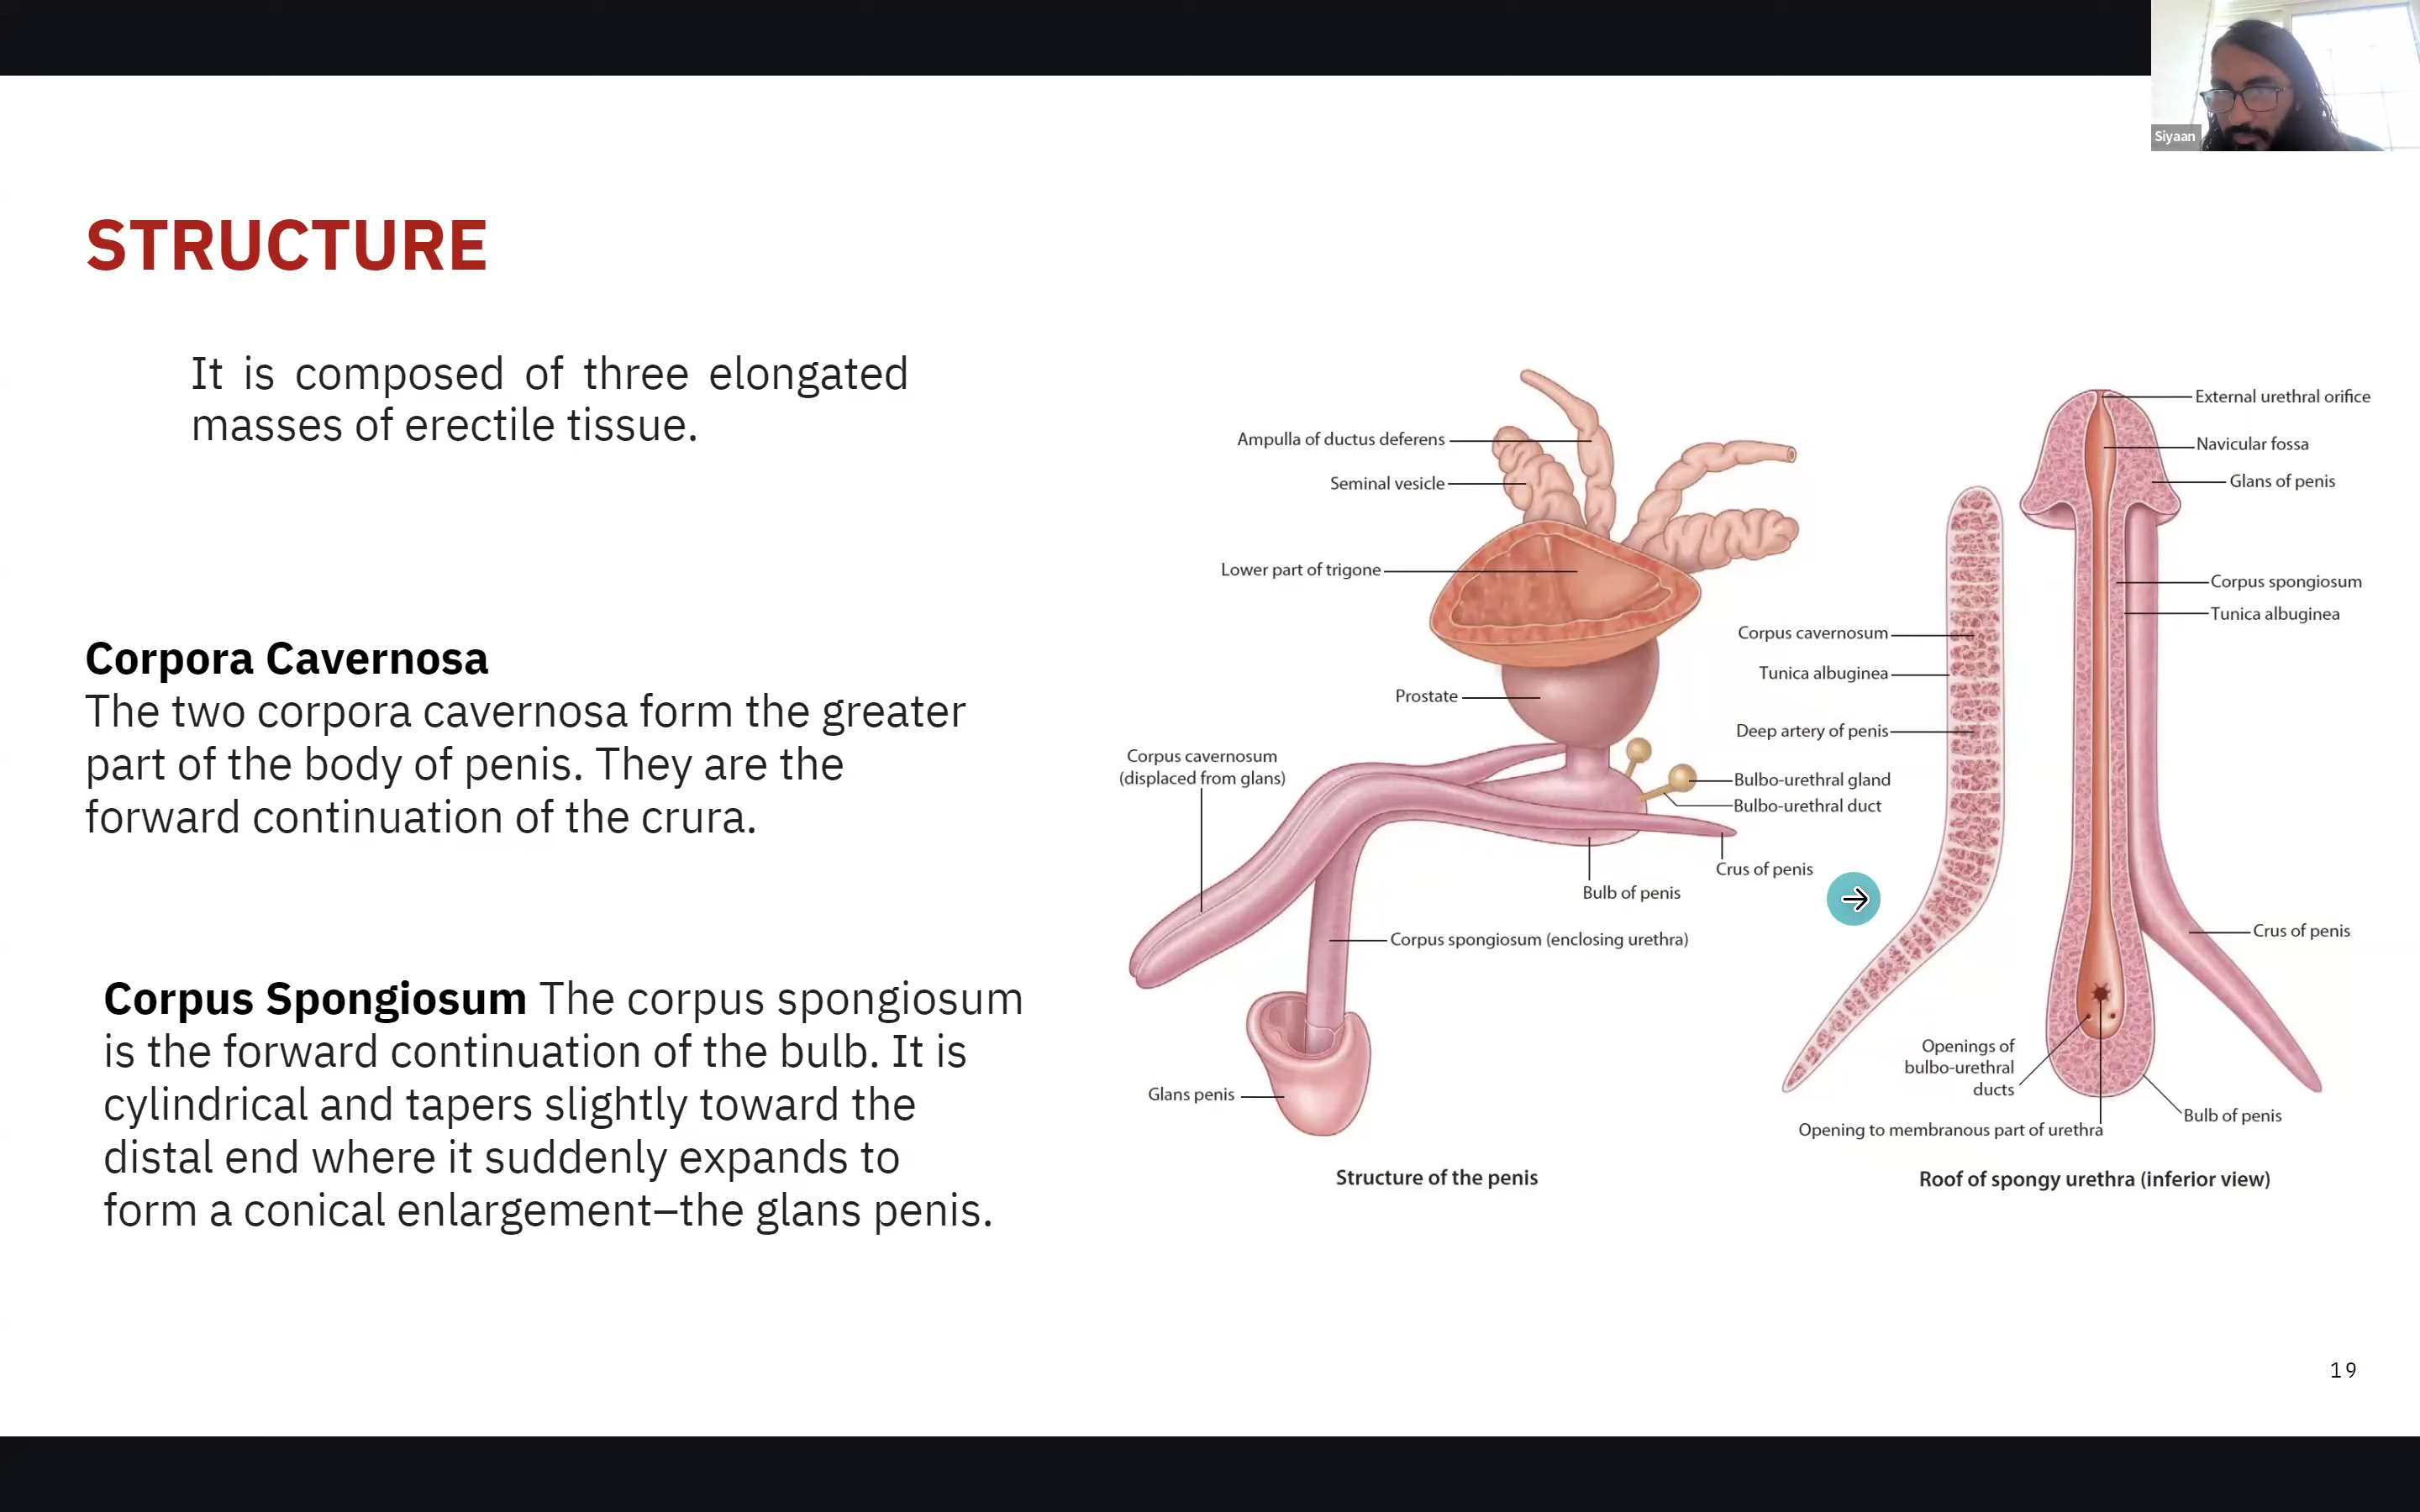 Siyaan
STRUCTURE
It is composed of three elongated
masses of erectile tissue.
Corpora Cavernosa
The two corpora cavernosa form the greater
part of the body of penis. They are the
forward continuation of the crura.
Corpus Spongiosum The corpus spongiosum
is the forward continuation of the bulb. It is
cylindrical and tapers slightly toward the
distal end where it suddenly expands to
form a conical enlargement–the glans penis.
Ampulla of ductus deferens
Seminal vesicle
Lower part of trigone
Prostate
Corpus cavernosum
(displaced from glans)
Bulbo-urethral gland
Bulbo-urethral duct
Crus of penis
Bulb of penis
Corpus spongiosum (enclosing urethra)
Glans penis
Structure of the penis
External urethral orifice
Navicular fossa
Glans of penis
Corpus spongiosum
Tunica albuginea
Corpus cavernosum
Tunica albuginea
Deep artery of penis
Crus of penis
Openings of
bulbo-urethral
ducts
Bulb of penis
Opening to membranous part of urethra
Roof of spongy urethra (inferior view)
19